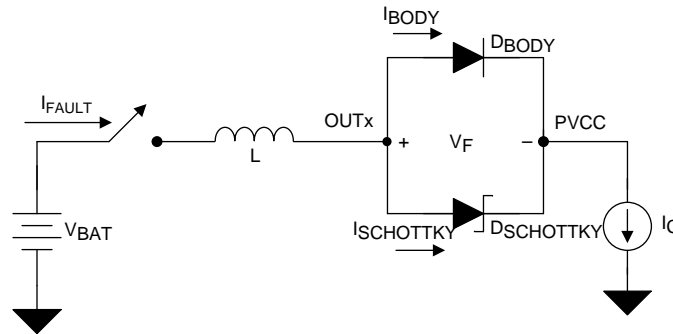 IBODY
DBODY
IFAULT
OUTx
PVCC
+
VF
−
L
VBAT
ISCHOTTKY
DSCHOTTKY